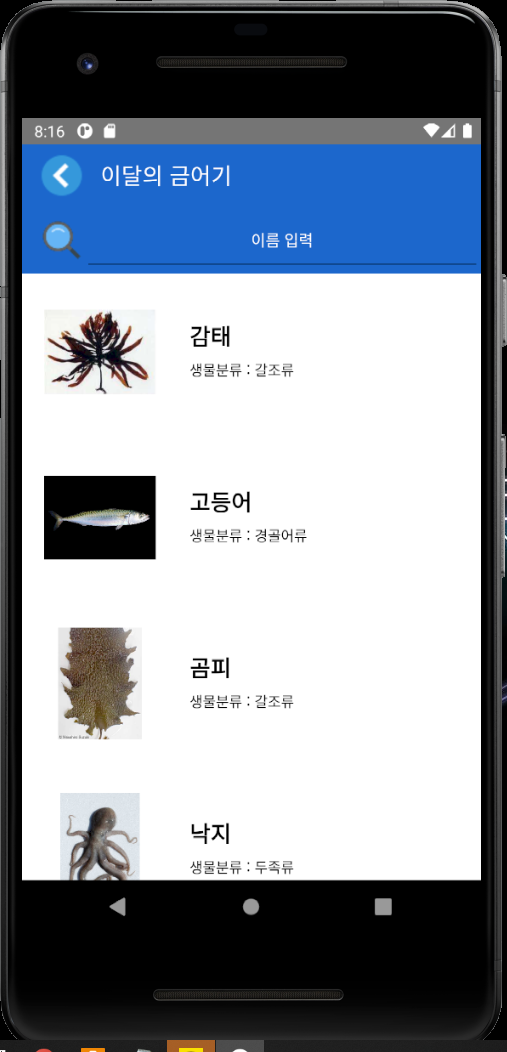 8:16
이달의 금어기
이름 입력
감태
생물분류 : 갈조류
고등어
생물분류 : 경골어류
곰피
생물분류 : 갈조류
낙지
생물분류 : 두족류